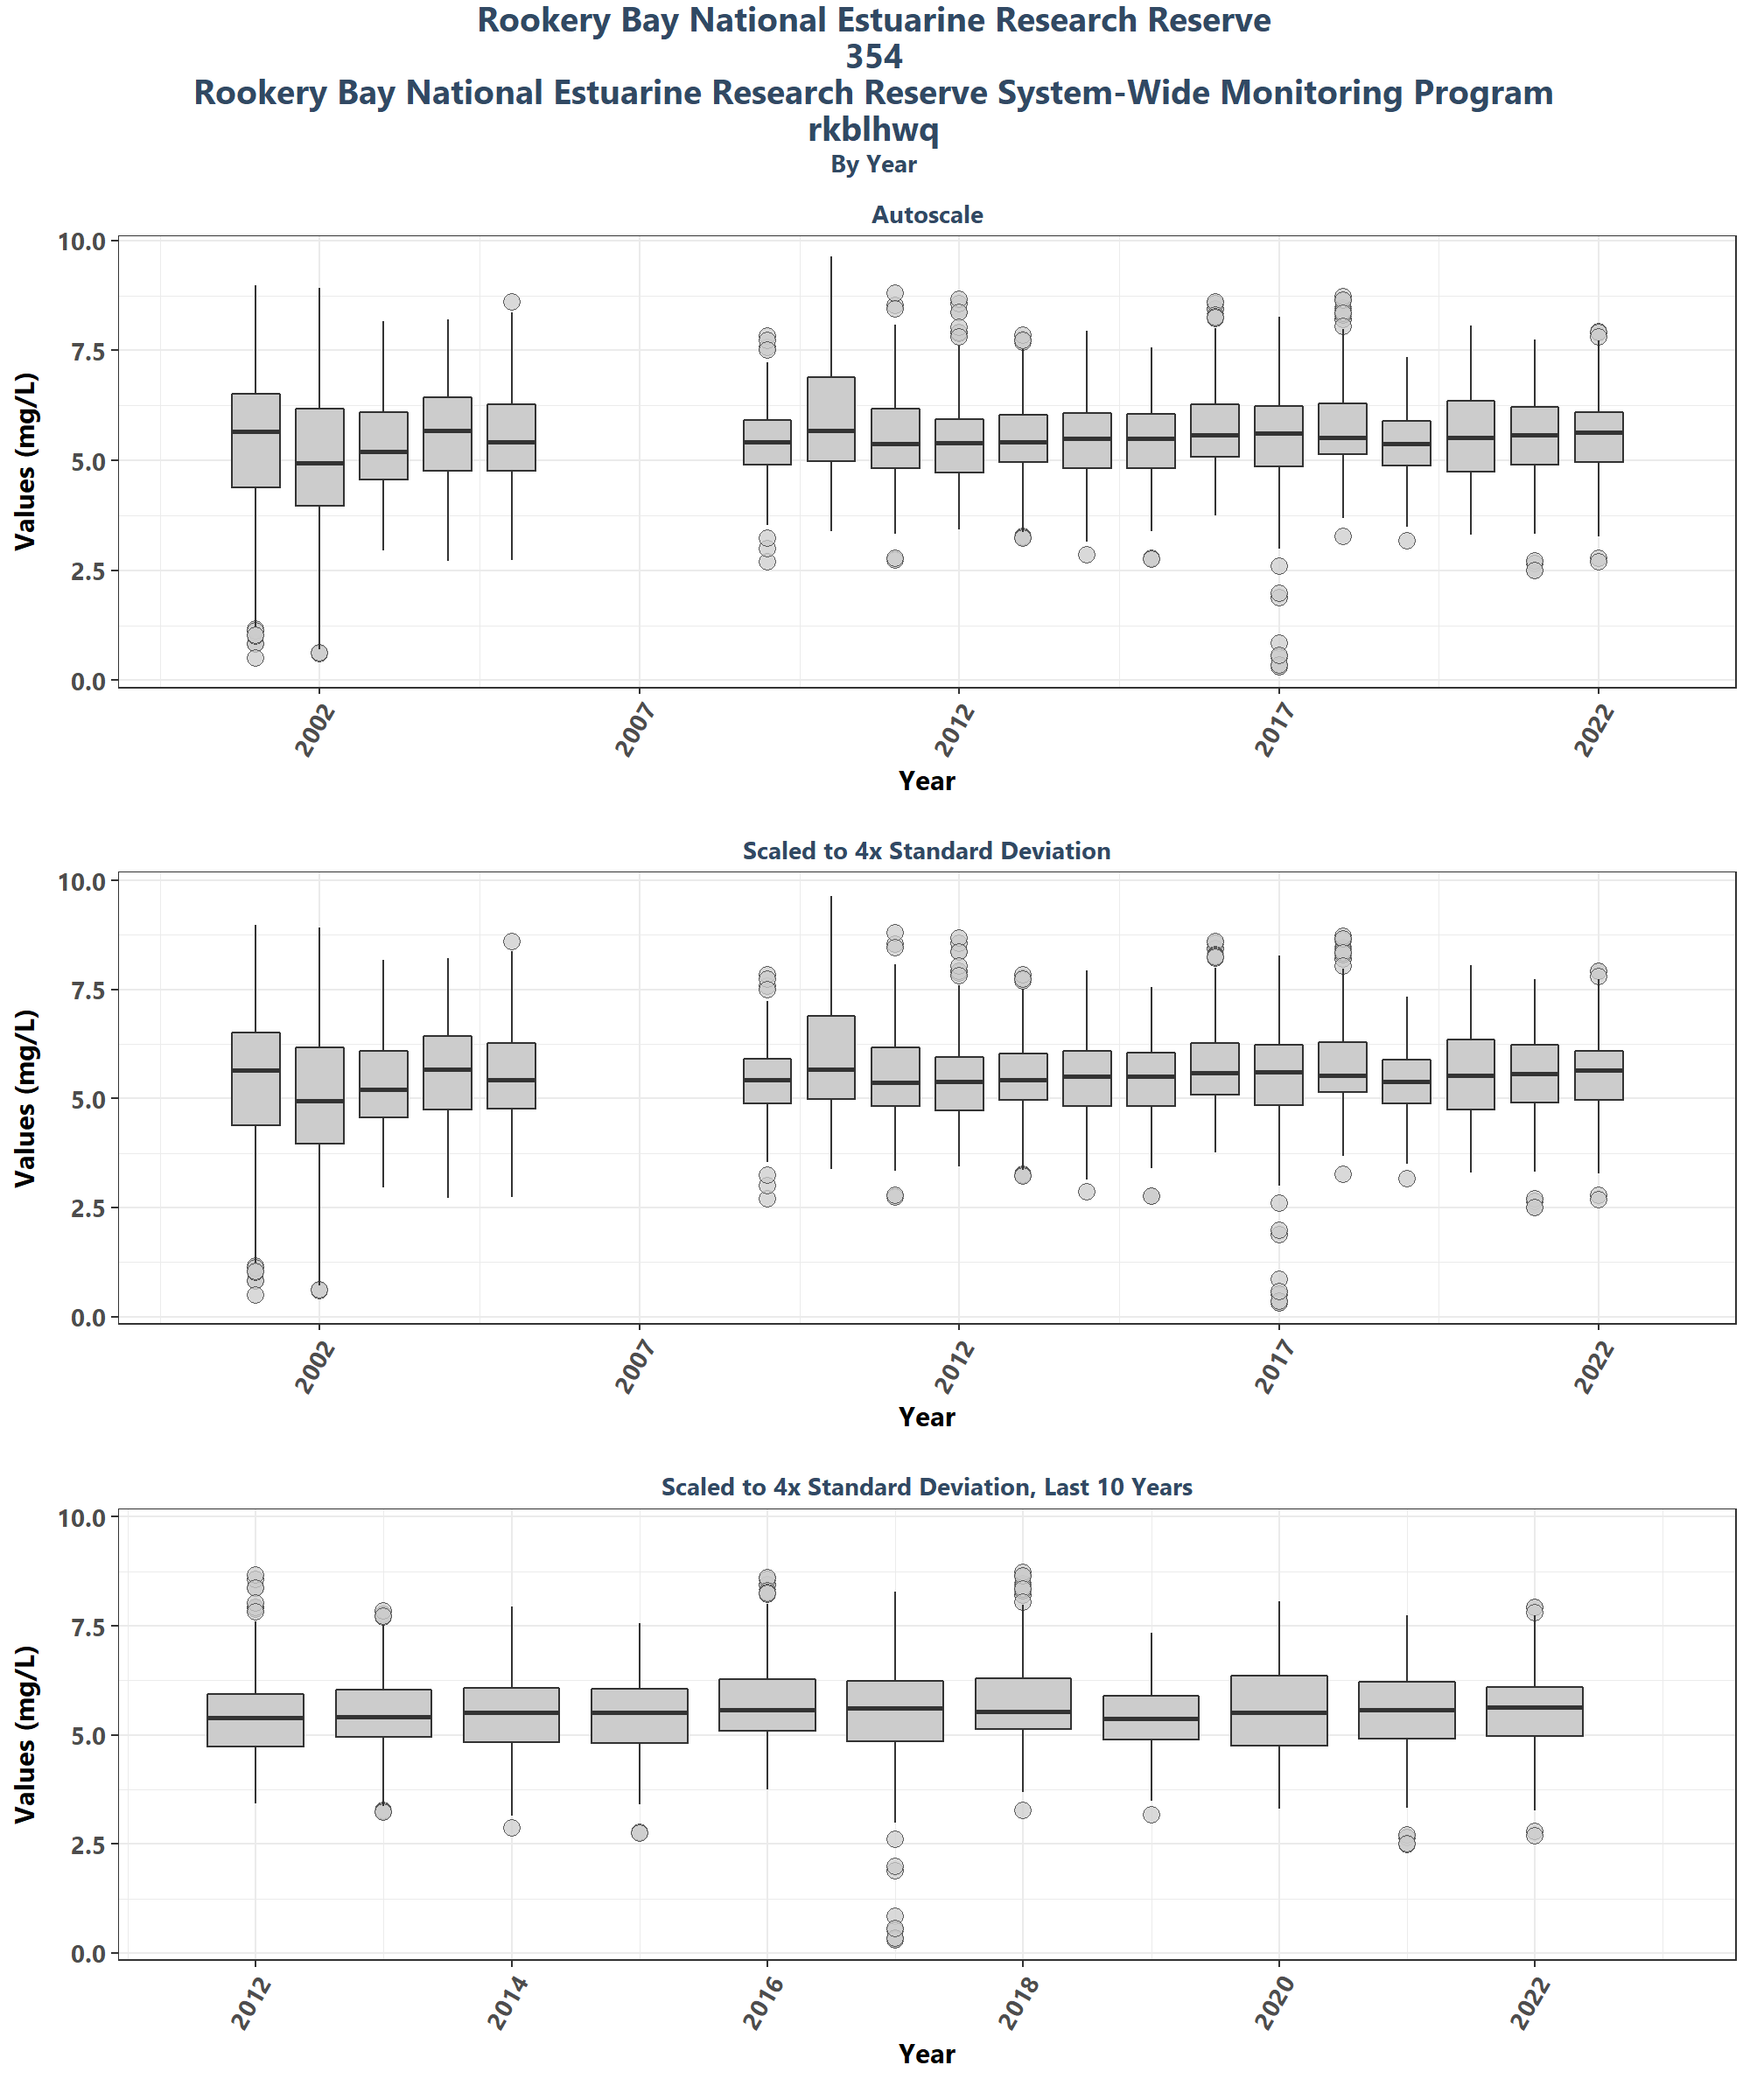 Rookery Bay National Estuarine Research Reserve
354
Rookery Bay National Estuarine Research Reserve System-Wide Monitoring Program
rkblhwq
By Year
Autoscale
Values (mg/L)
10.0
7.5
5.0
2.5
0.0
2002 2007 2012 2017 2022
Year
Scaled to 4x Standard Deviation
Values (mg/L)
10.0
7.5
5.0
2.5
0.0
2002 2007 2012 2017 2022
Year
Scaled to 4x Standard Deviation, Last 10 Years
Values (mg/L)
10.0
7.5
5.0
2.5
0.0
2012 2014 2016 2018 2020 2022
Year